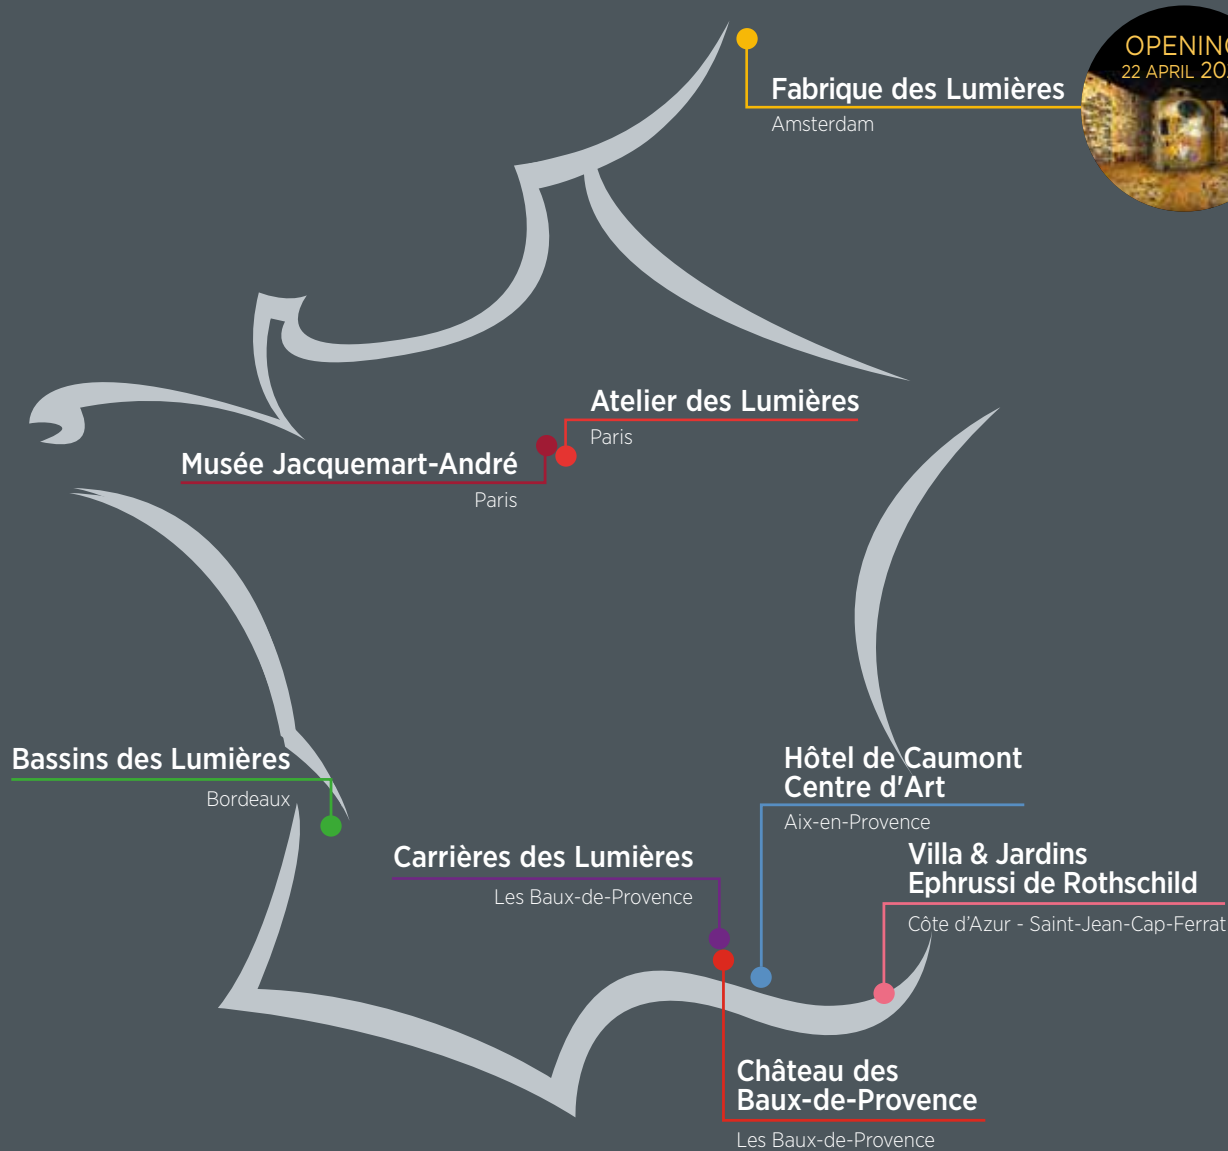 OPENING
22 APRIL
Fabrique des Lumières
Amsterdam
Atelier des Lumières
Paris
Musée Jacquemart-André
Paris
Bassins des Lumières
Bordeaux
Hôtel de Caumont
Centre d'Art
Aix-en-Provence
Carrières des Lumières
Les Baux-de-Provence
Villa & Jardins
Ephrussi de Rothschild
Côte d’Azur - Saint-Jean-Cap-Ferrat
Château des
Baux-de-Provence
Les Baux-de-Provence